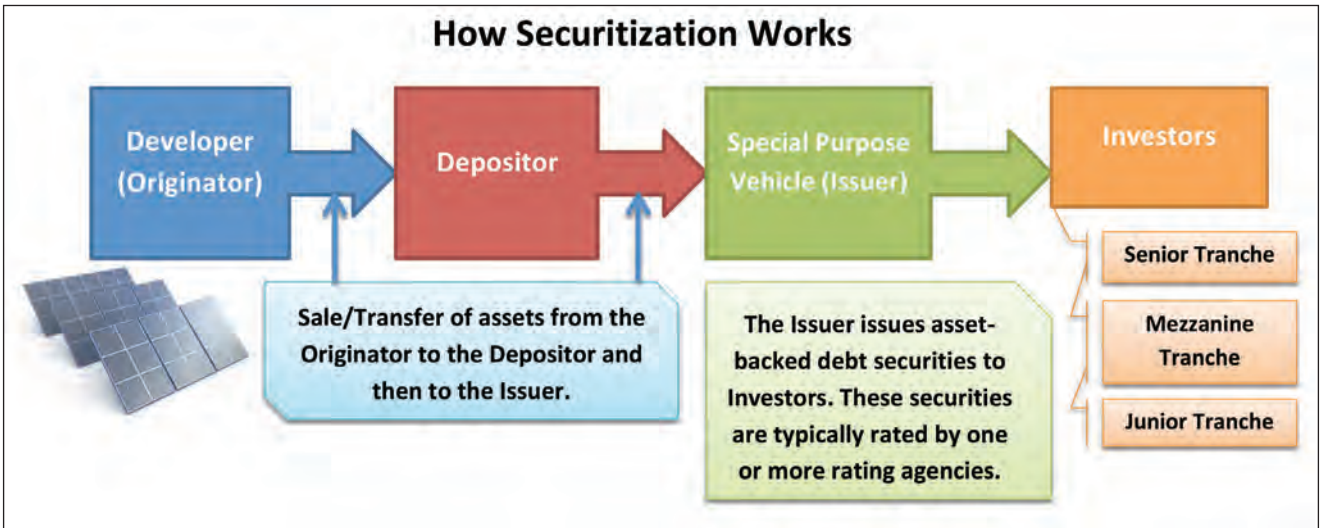 How Securitization Works
Developer
(Originator)
Depositor
Special Purpose
Vehicle (Issuer)
Investors
Sale/Transfer of assets from the
Originator to the Depositor and
then to the Issuer.
The Issuer issues asset-
backed debt securities to
Investors. These securities
are typically rated by one
or more rating agencies.
Senior Tranche
Mezzanine
Tranche
Junior Tranche